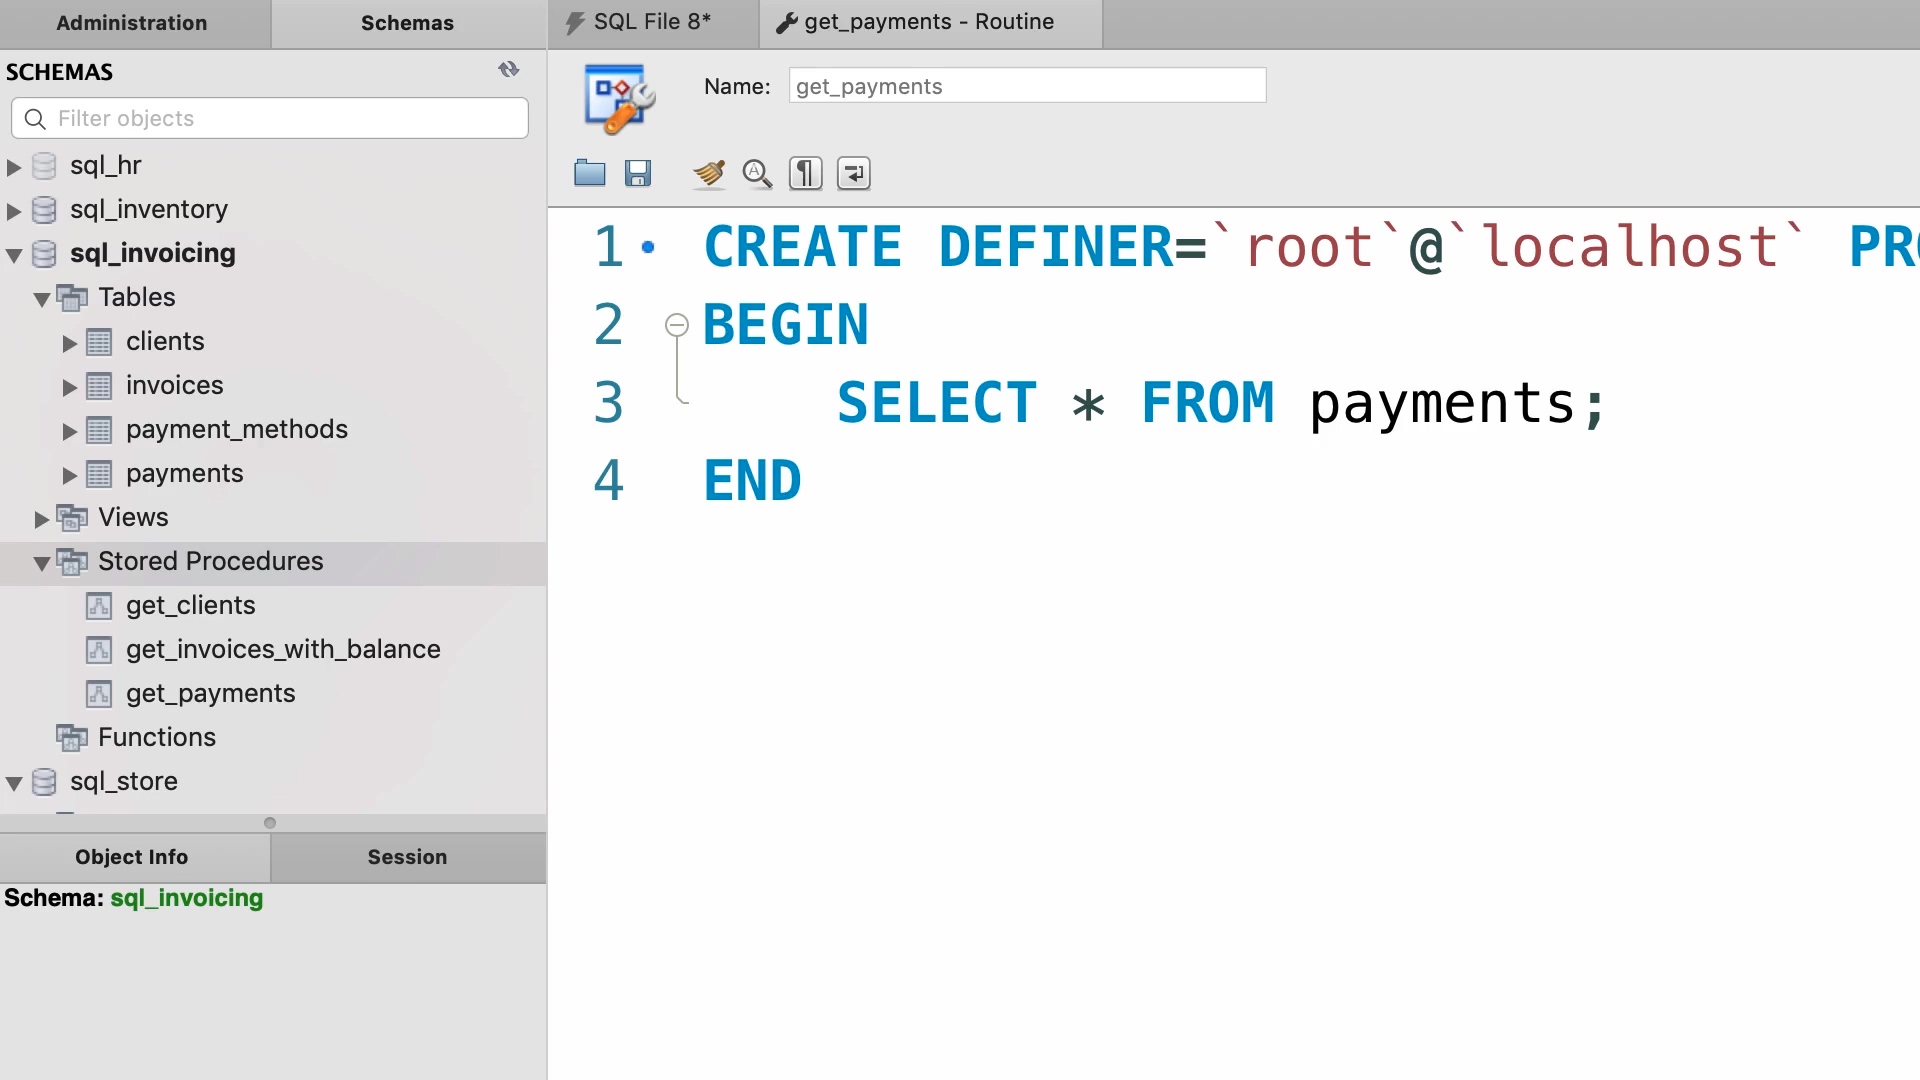 Administration
Schemas
SCHEMAS
Filter objects
sql_hr
sql_inventory
sql_invoicing
Tables
clients
invoices
payment_methods
payments
Views
Stored Procedures
get_clients
get_invoices_with_balance
get_payments
Functions
sql_store
Object Info
Session
Schema: sql_invoicing
SQL File 8*
get_payments - Routine
Name: get_payments
1 CREATE DEFINER=`root`@`localhost` PRO
2 BEGIN
3 SELECT * FROM payments;
4 END